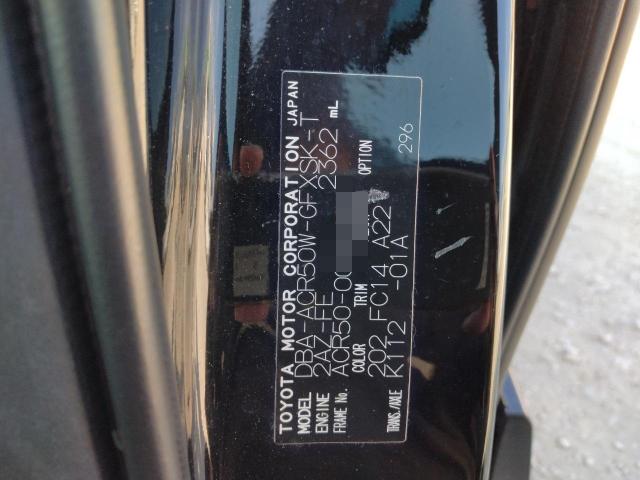 TOYOTA MOTOR CORPORATION JAPAN
MODEL DBA-ACR50W-GFXSK-T
ENGINE 2AZ-FE 2362 mL
FRAME No. ACR50-00
COLOR TRIM OPTION
202 FC14 A22
TRANS./AXLE K112 -01A 296